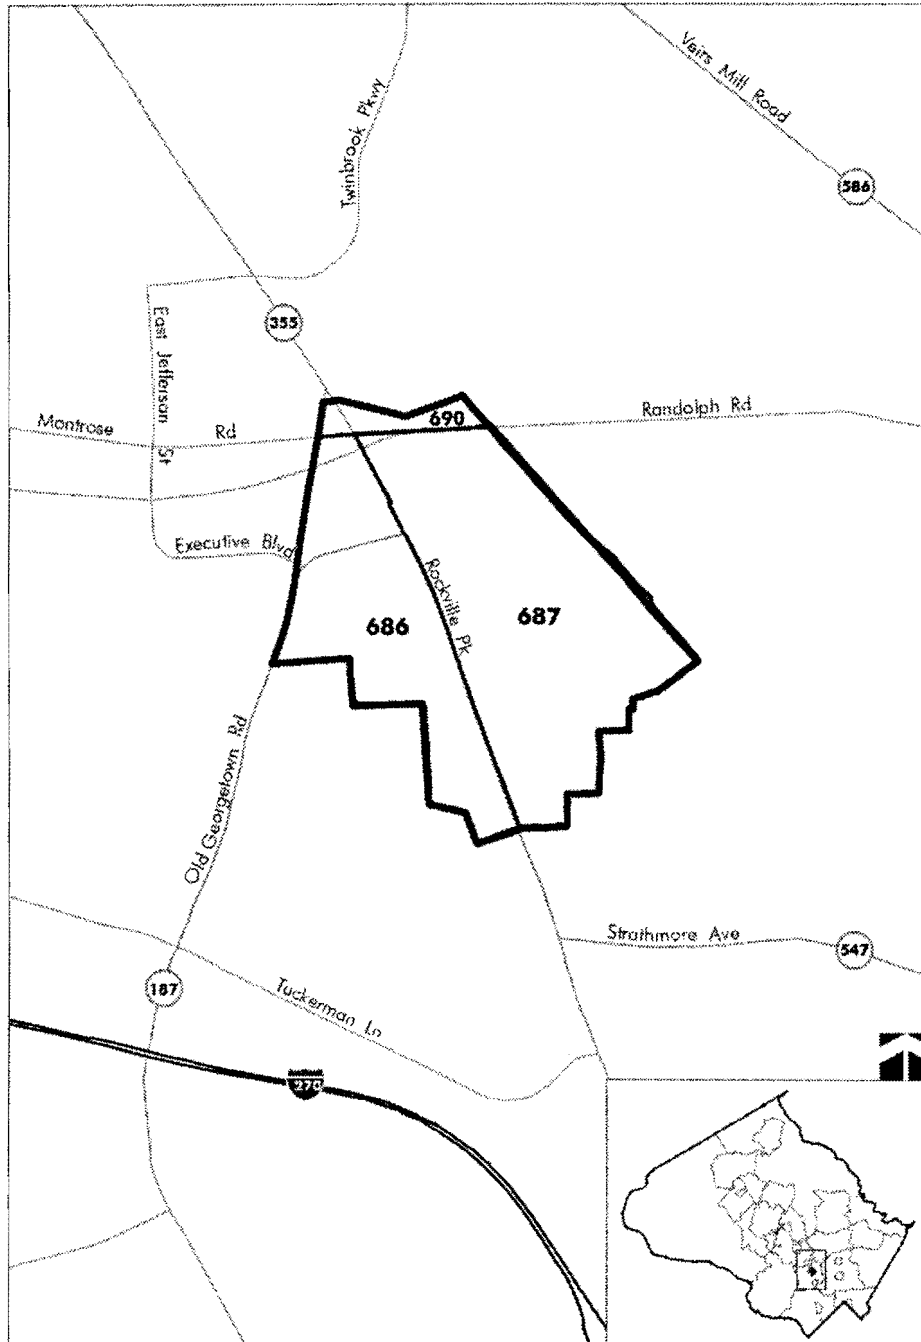 Veirs Mill Road
586
Twinbrook Pkwy
355
East Jefferson St
Montrose Rd
690
Randolph Rd
Executive Blvd
Rockville Pk
686
687
Old Georgetown Rd
Strathmore Ave
547
187
Tuckerman Ln
270